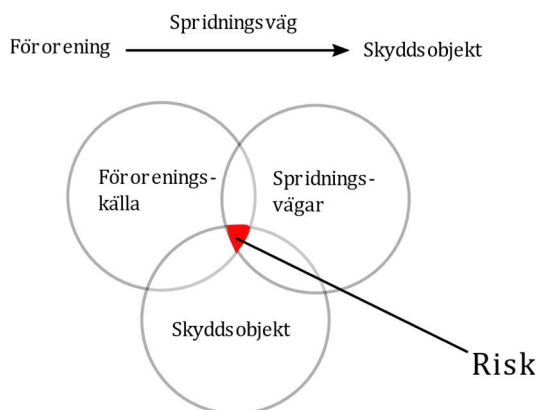 Spridningsväg
Förorening
Skyddsobjekt
Förorenings-
källa
Spridnings-
vägar
Skyddsobjekt
Risk